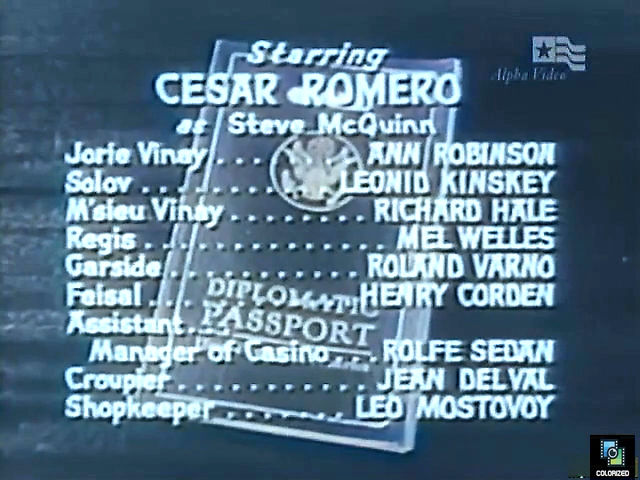 Starring
Alpha Video
CESAR ROMERO
as Steve McQuinn
Jorie Vinay . . . . . . . . ANN ROBINSON
Solov . . . . . . . . . . . . LEONID KINSKEY
M'sieu Vinay . . . . . . . . RICHARD HALE
Regis . . . . . . . . . . . . . . MEL WELLES
Garside . . . . . . . . . . . ROLAND VARNO
Feisal . . . . . . . . . . . . HENRY CORDEN
DIPLOMATIC
PASSPORT
Assistant . .
Manager of Casino . . . . ROLFE SEDAN
Croupier . . . . . . . . . . . JEAN DELVAL
Shopkeeper . . . . . . . LEO MOSTOVOY
COLORIZED